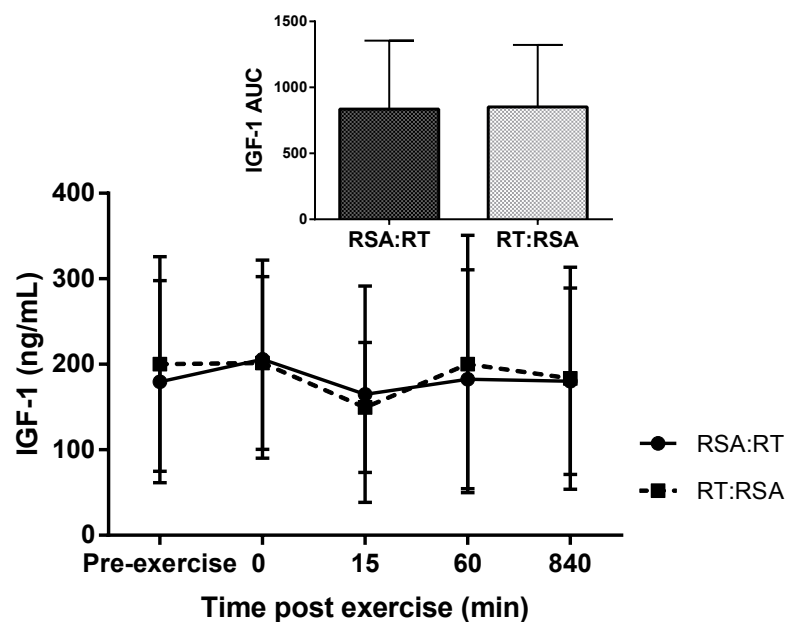 1500
1000
500
0
IGF-1 AUC
RSA:RT RT:RSA
400
300
200
100
0
IGF-1 (ng/mL)
RSA:RT
RT:RSA
Pre-exercise 0 15 60 840
Time post exercise (min)